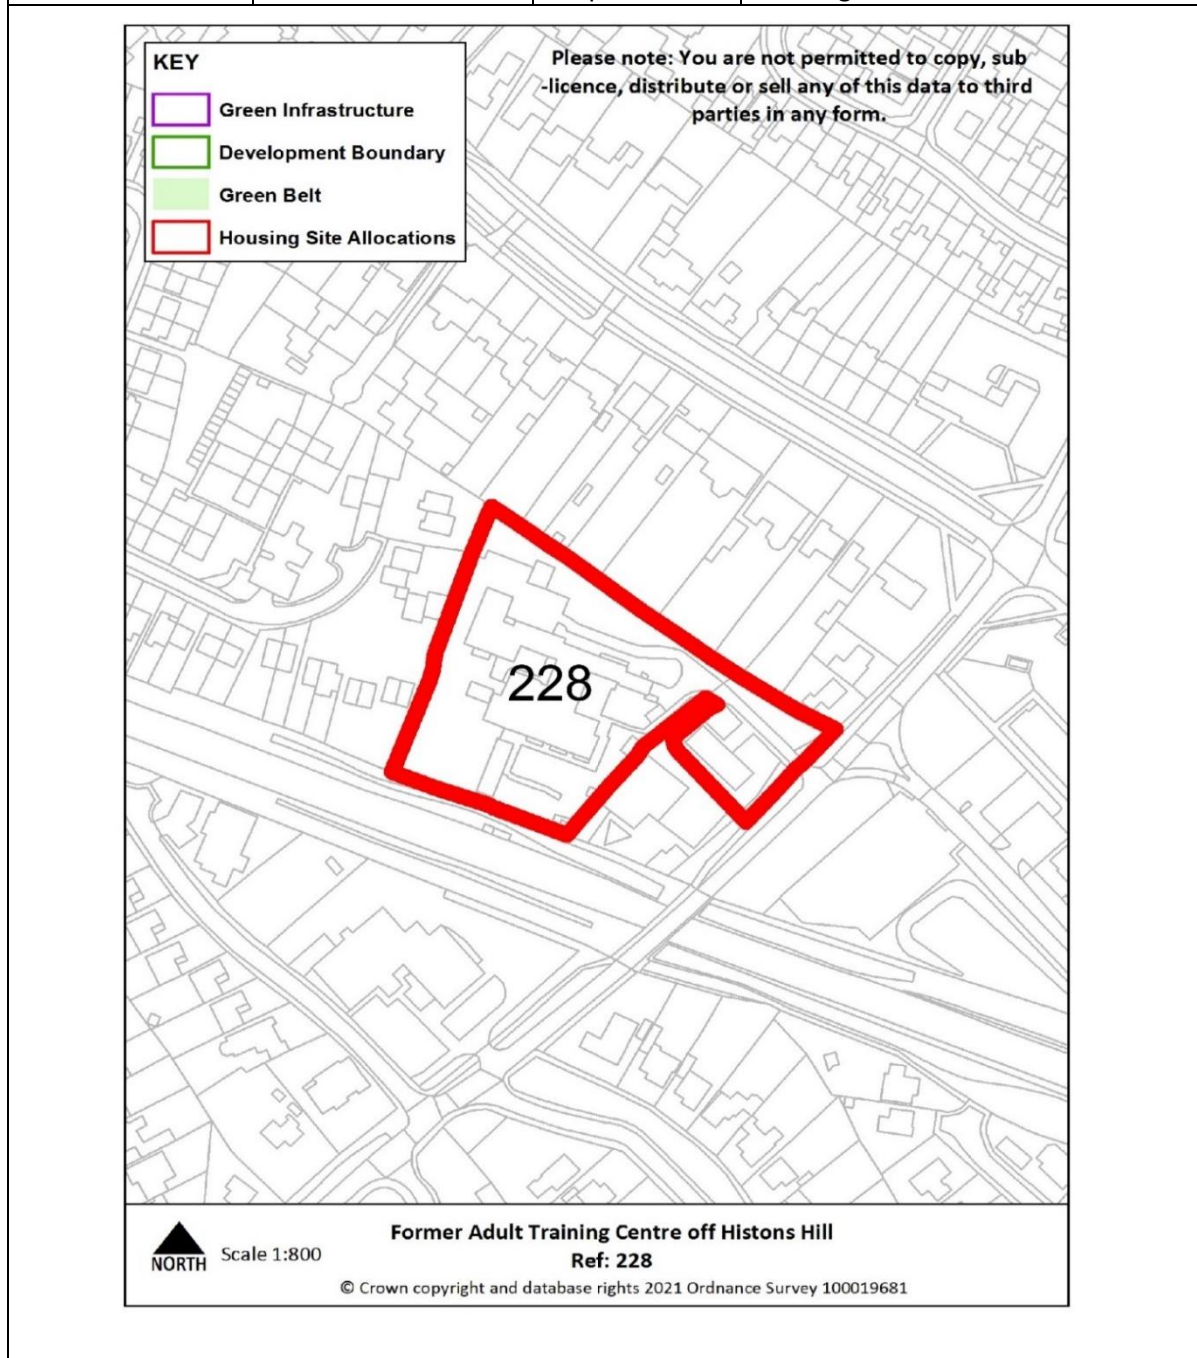 KEY
Green Infrastructure
Development Boundary
Green Belt
Housing Site Allocations
Please note: You are not permitted to copy, sub
-licence, distribute or sell any of this data to third
parties in any form.
228
NORTH
Scale 1:800
Former Adult Training Centre off Histons Hill
Ref: 228
© Crown copyright and database rights 2021 Ordnance Survey 100019681